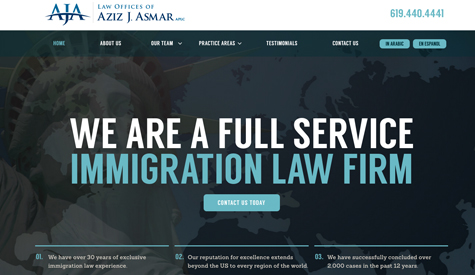 AJA
LAW OFFICES OF
AZIZ J. ASMAR APLC
619.440.4441
HOME
ABOUT US
OUR TEAM
PRACTICE AREAS
TESTIMONIALS
CONTACT US
IN ARABIC
EN ESPANOL
WE ARE A FULL SERVICE
IMMIGRATION LAW FIRM
CONTACT US TODAY
01. We have over 30 years of exclusive
immigration law experience
02. Our reputation for excellence extends
beyond the US to every region of the world
03. We have successfully concluded over
2.000 cases in the past 12 years